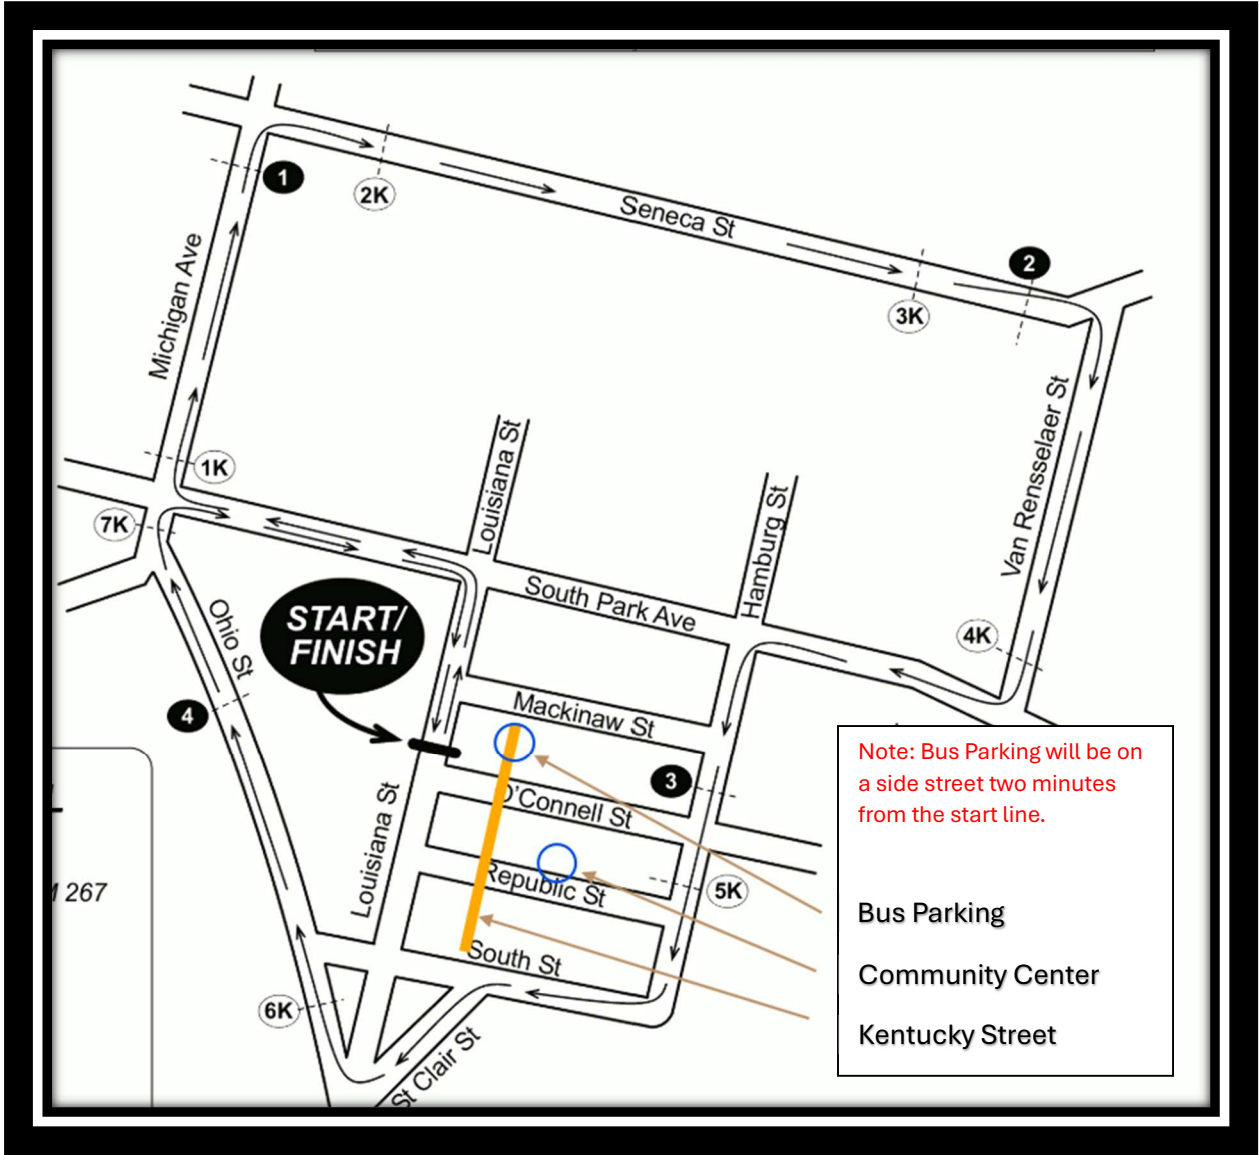 1
2K
Seneca St
2
3K
Michigan Ave
Van Rensselaer St
1K
Louisiana St
Hamburg St
7K
South Park Ave
START/
FINISH
Ohio St
4K
4
Mackinaw St
3
O'Connell St
Louisiana St
Republic St
5K
267
South St
6K
St Clair St
Note: Bus Parking will be on
a side street two minutes
from the start line.
Bus Parking
Community Center
Kentucky Street